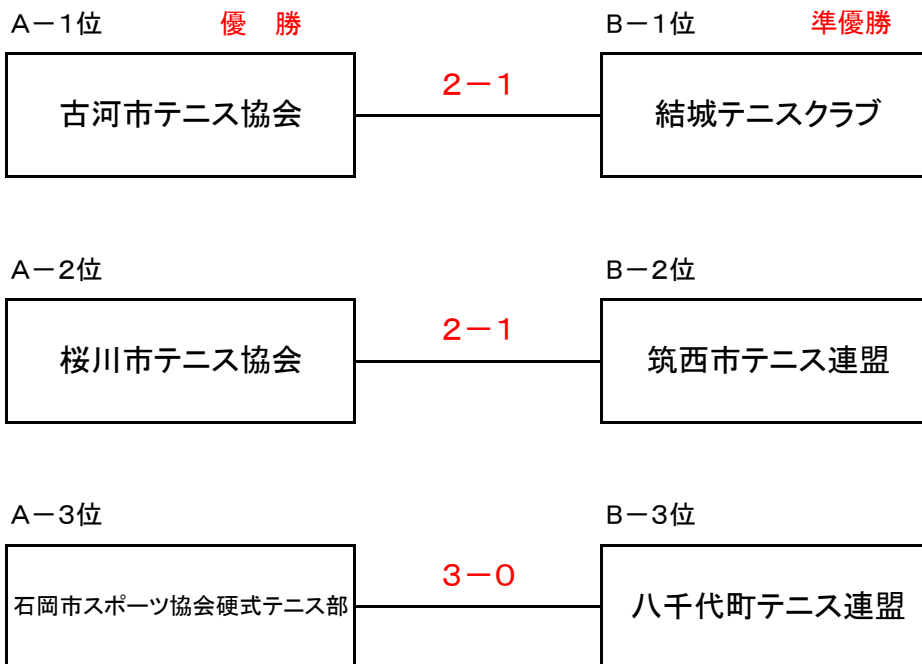 A－1位 優　勝 B－1位 準優勝
古河市テニス協会 2－1 結城テニスクラブ
A－2位 B－2位
桜川市テニス協会 2－1 筑西市テニス連盟
A－3位 B－3位
石岡市スポーツ協会硬式テニス部 3－0 八千代町テニス連盟